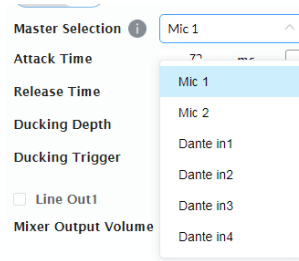 Master Selection Mic 1
Attack Time
Mic 1
Release Time
Mic 2
Ducking Depth
Dante in1
Ducking Trigger
Dante in2
Line Out1
Dante in3
Mixer Output Volume
Dante in4